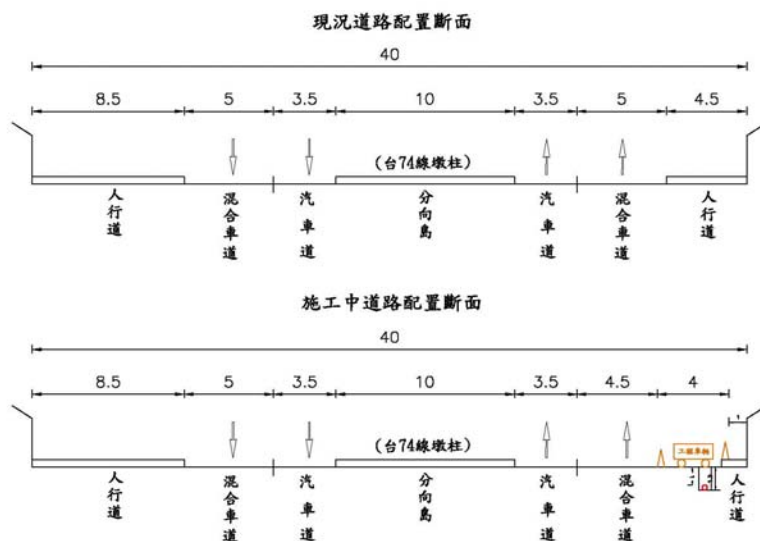 現況道路配置斷面
40
8.5 5 3.5 10 3.5 5 4.5
(台74線墩柱)
人行道 混合車道 汽車道 分向島 汽車道 混合車道 人行道
施工中道路配置斷面
40
8.5 5 3.5 10 3.5 4.5 4
(台74線墩柱)
工程車輛
人行道 混合車道 汽車道 分向島 汽車道 混合車道 人行道